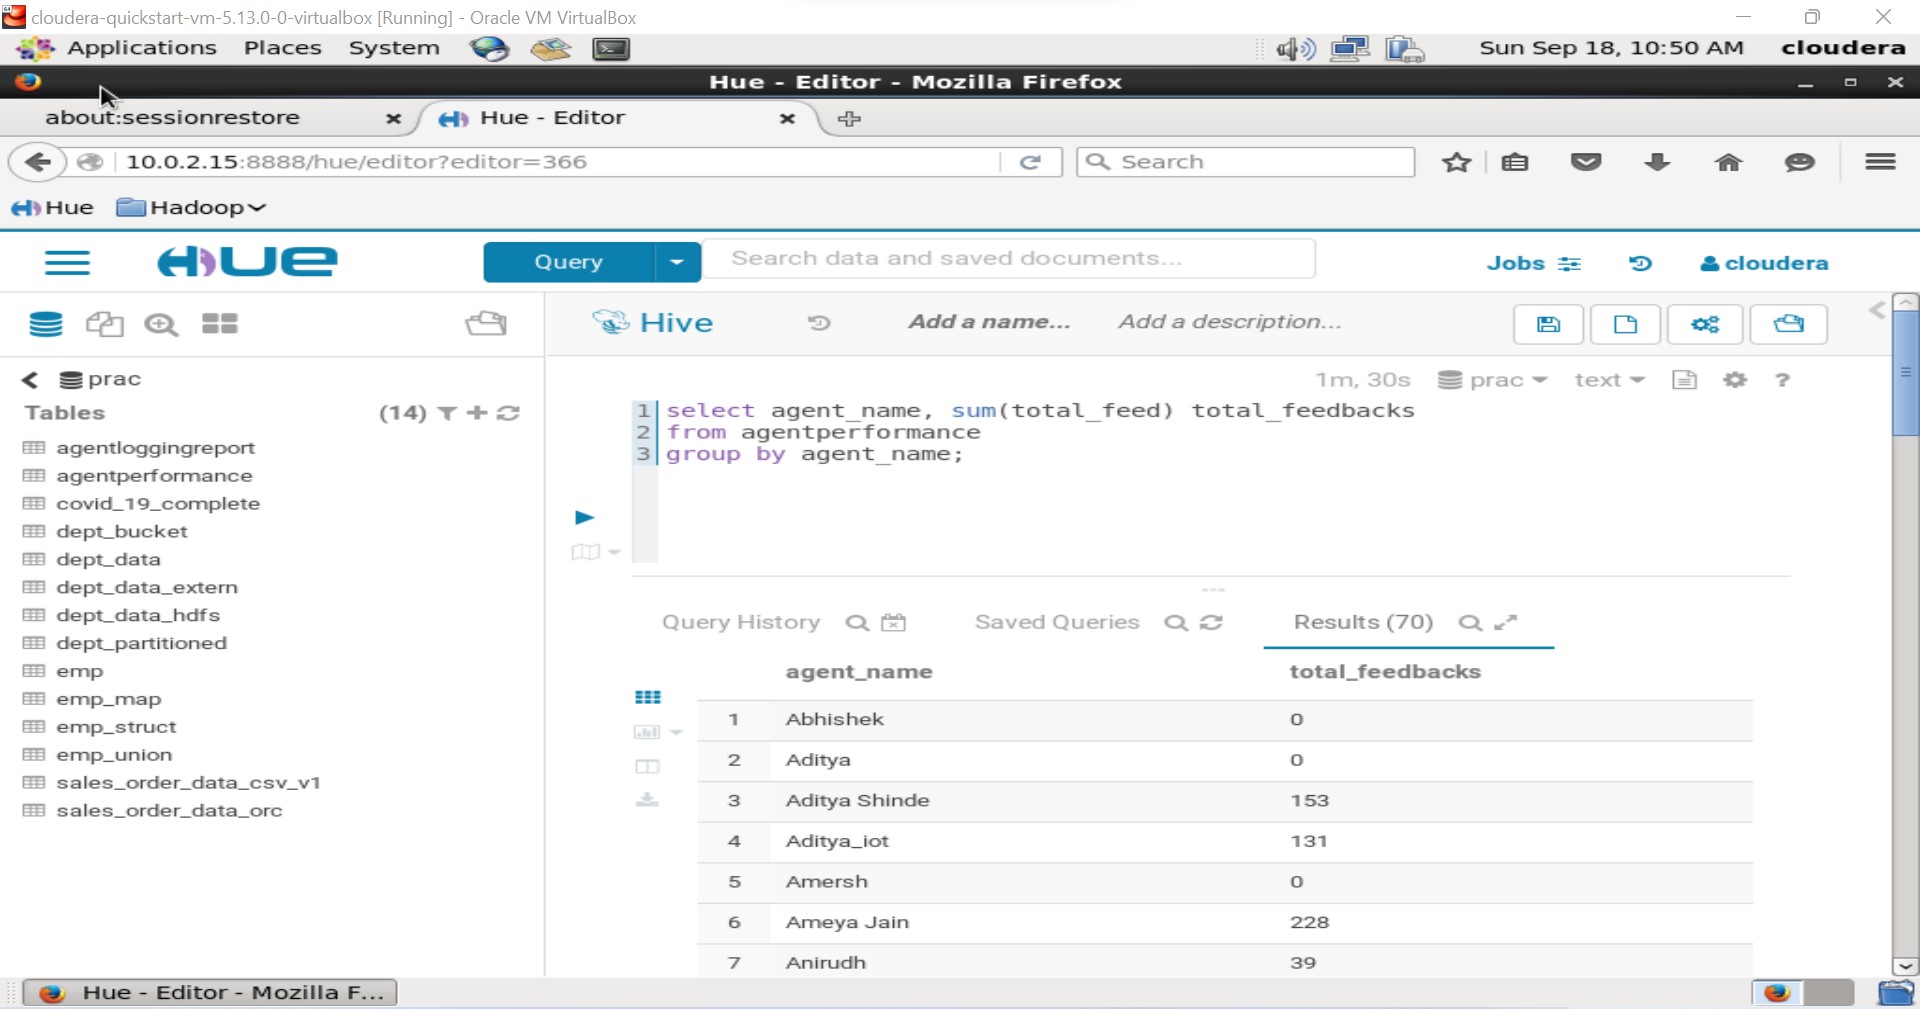 cloudera-quickstart-vm-5.13.0-0-virtualbox [Running] - Oracle VM VirtualBox
Applications Places System Sun Sep 18, 10:50 AM cloudera
Hue - Editor - Mozilla Firefox
about:sessionrestore Hue - Editor
10.0.2.15:8888/hue/editor?editor=366 Search
Hue Hadoop
HUE Query Search data and saved documents... Jobs cloudera
Hive Add a name... Add a description...
prac
1m, 30s prac text ?
Tables (14)
agentloggingreport
agentperformance
covid_19_complete
dept_bucket
dept_data
dept_data_extern
dept_data_hdfs
dept_partitioned
emp
emp_map
emp_struct
emp_union
sales_order_data_csv_v1
sales_order_data_orc
1 select agent_name, sum(total_feed) total_feedbacks
2 from agentperformance
3 group by agent_name;
Query History Saved Queries Results (70)
agent_name total_feedbacks
1 Abhishek 0
2 Aditya 0
3 Aditya Shinde 153
4 Aditya_iot 131
5 Amersh 0
6 Ameya Jain 228
7 Anirudh 39
Hue - Editor - Mozilla F...